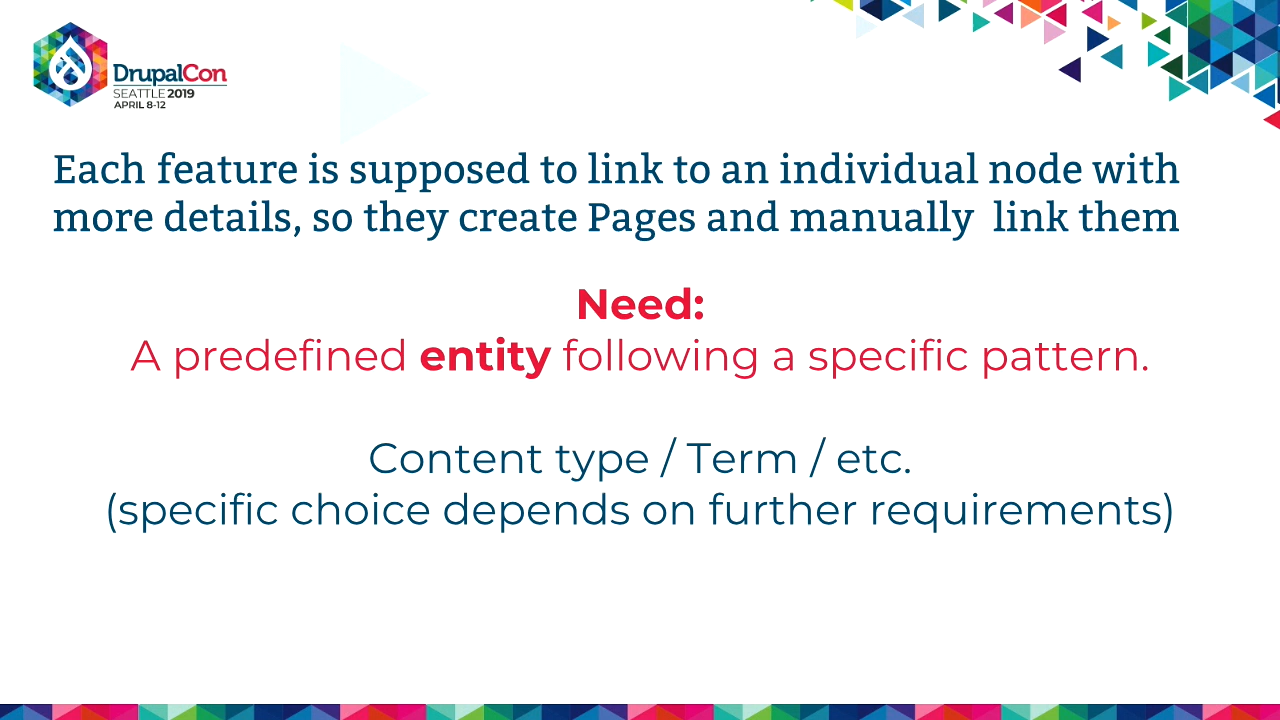 DrupalCon
SEATTLE 2019
APRIL 8-12
Each feature is supposed to link to an individual node with
more details, so they create Pages and manually  link them
Need:
A predefined entity following a specific pattern.
Content type / Term / etc.
(specific choice depends on further requirements)